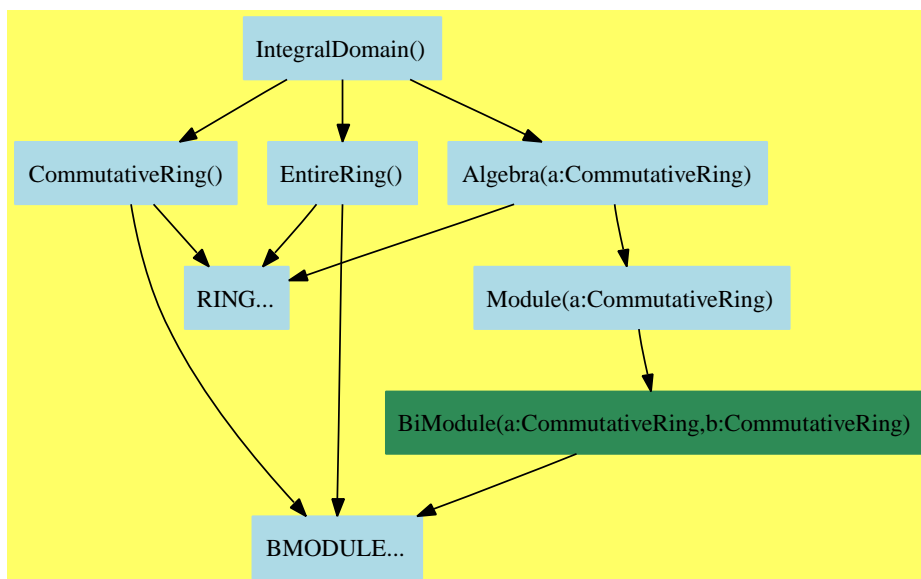 IntegralDomain()
CommutativeRing()
EntireRing()
Algebra(a:CommutativeRing)
RING...
Module(a:CommutativeRing)
BiModule(a:CommutativeRing,b:CommutativeRing)
BMODULE...